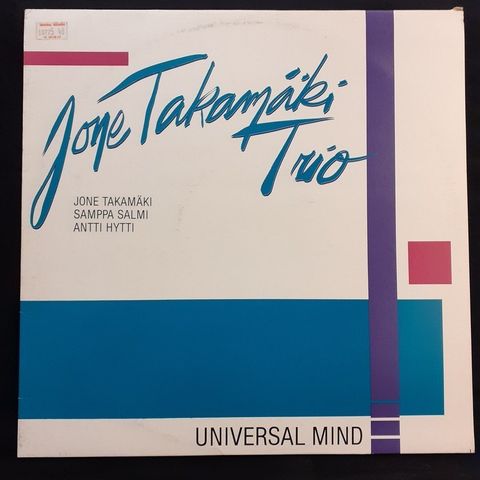 Jone Takamäki
Trio
JONE TAKAMÄKI
SAMPPA SALMI
ANTTI HYTTI
UNIVERSAL MIND